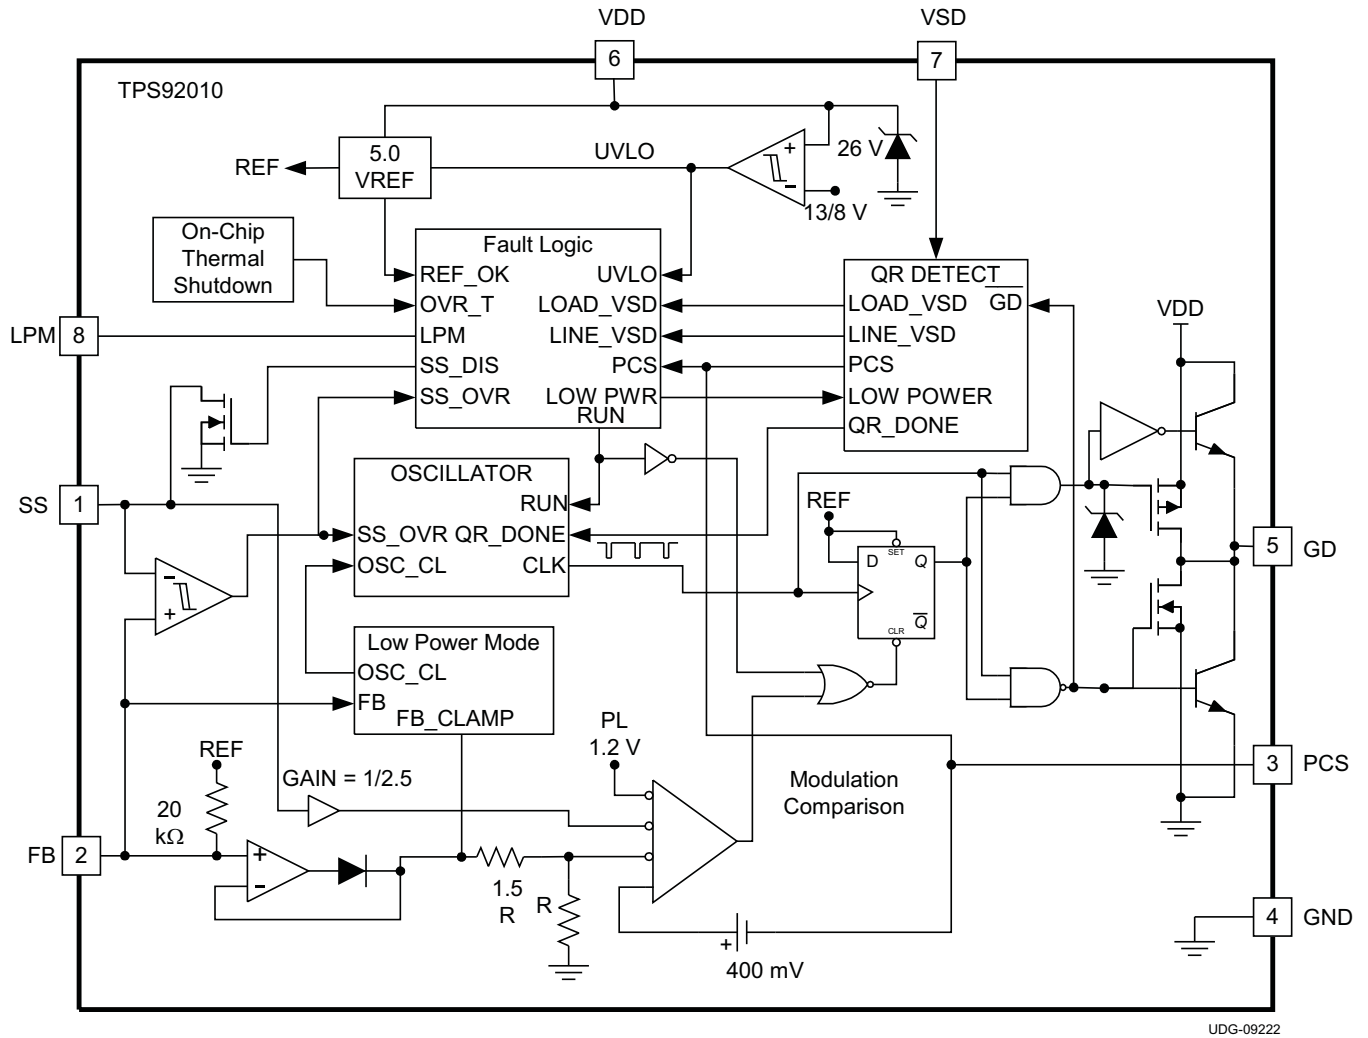 VDD
VSD
6
7
TPS92010
REF
5.0
VREF
UVLO
26 V
13/8 V
On-Chip
Thermal
Shutdown
Fault Logic
REF_OK
UVLO
OVR_T
LOAD_VSD
LPM
LINE_VSD
SS_DIS
PCS
SS_OVR
LOW PWR
RUN
QR DETECT
LOAD_VSD
GD
LINE_VSD
PCS
LOW POWER
QR_DONE
VDD
LPM
8
SS
1
OSCILLATOR
RUN
SS_OVR
QR_DONE
OSC_CL
CLK
REF
SET
D
Q
Q
CLR
5
GD
Low Power Mode
OSC_CL
FB
FB_CLAMP
REF
GAIN = 1/2.5
20
kΩ
PL
1.2 V
Modulation
Comparison
3
PCS
FB
2
+
−
1.5
R
R
+
400 mV
4
GND
UDG-09222